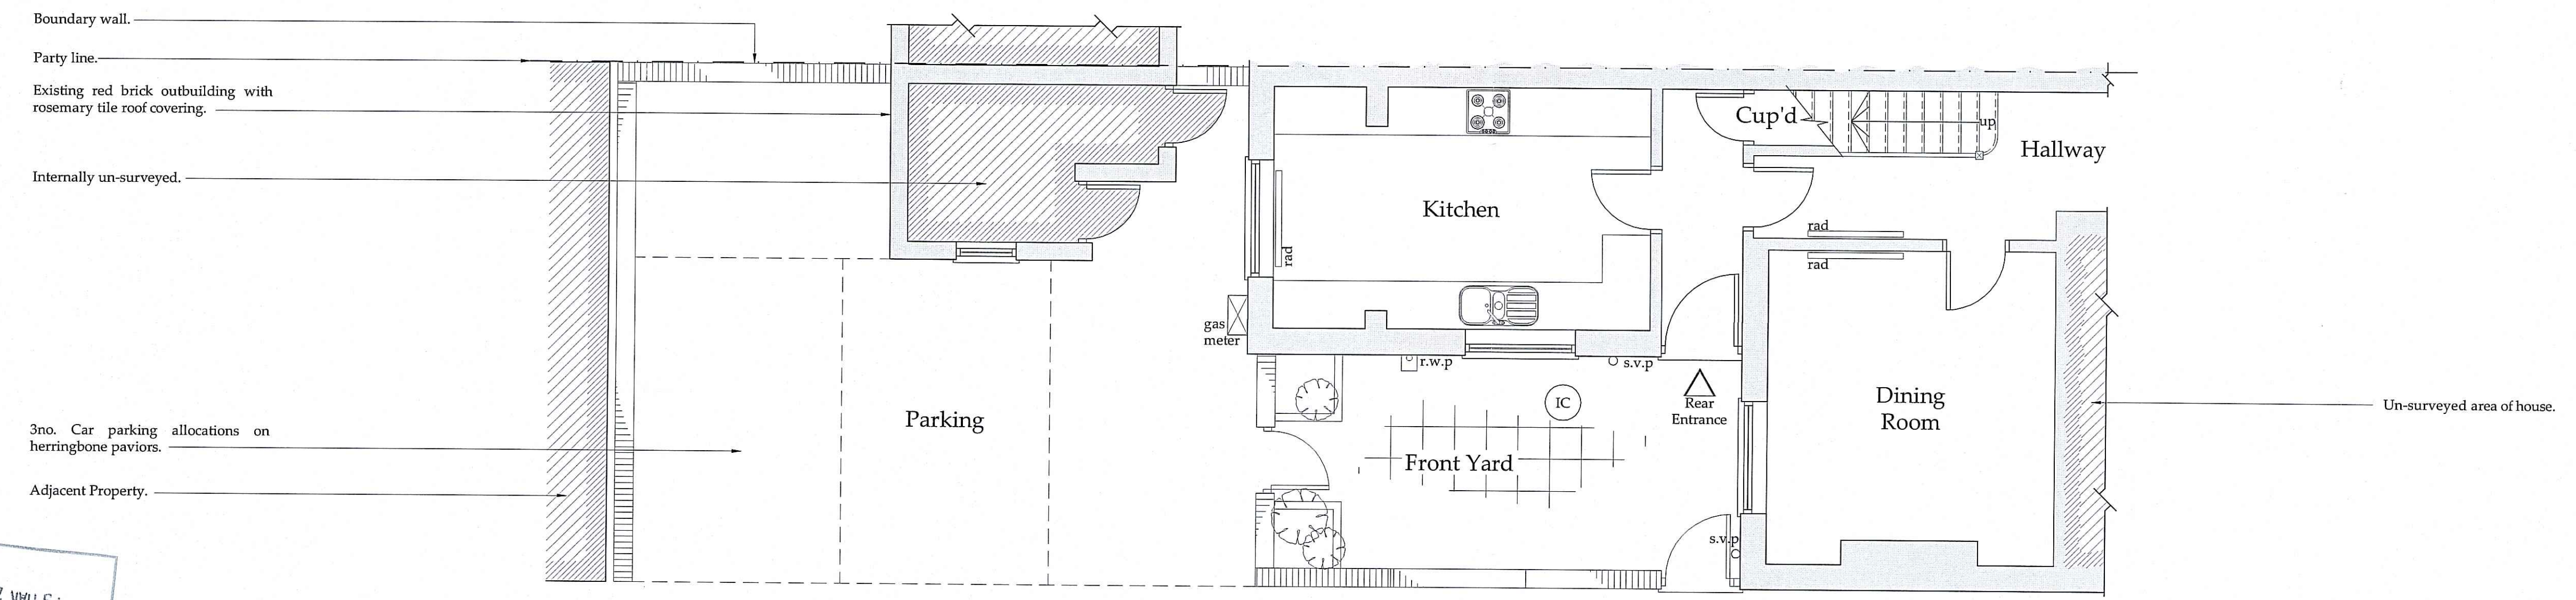 Boundary wall.
Party line.
Existing red brick outbuilding with
rosemary tile roof covering.
Internally un-surveyed.
3no. Car parking allocations on
herringbone paviors.
Adjacent Property.
Parking
gas
meter
Kitchen
rad
r.w.p
s.v.p
IC
Rear
Entrance
Front Yard
s.v.p
Cup'd
up
Hallway
rad
rad
Dining
Room
Un-surveyed area of house.